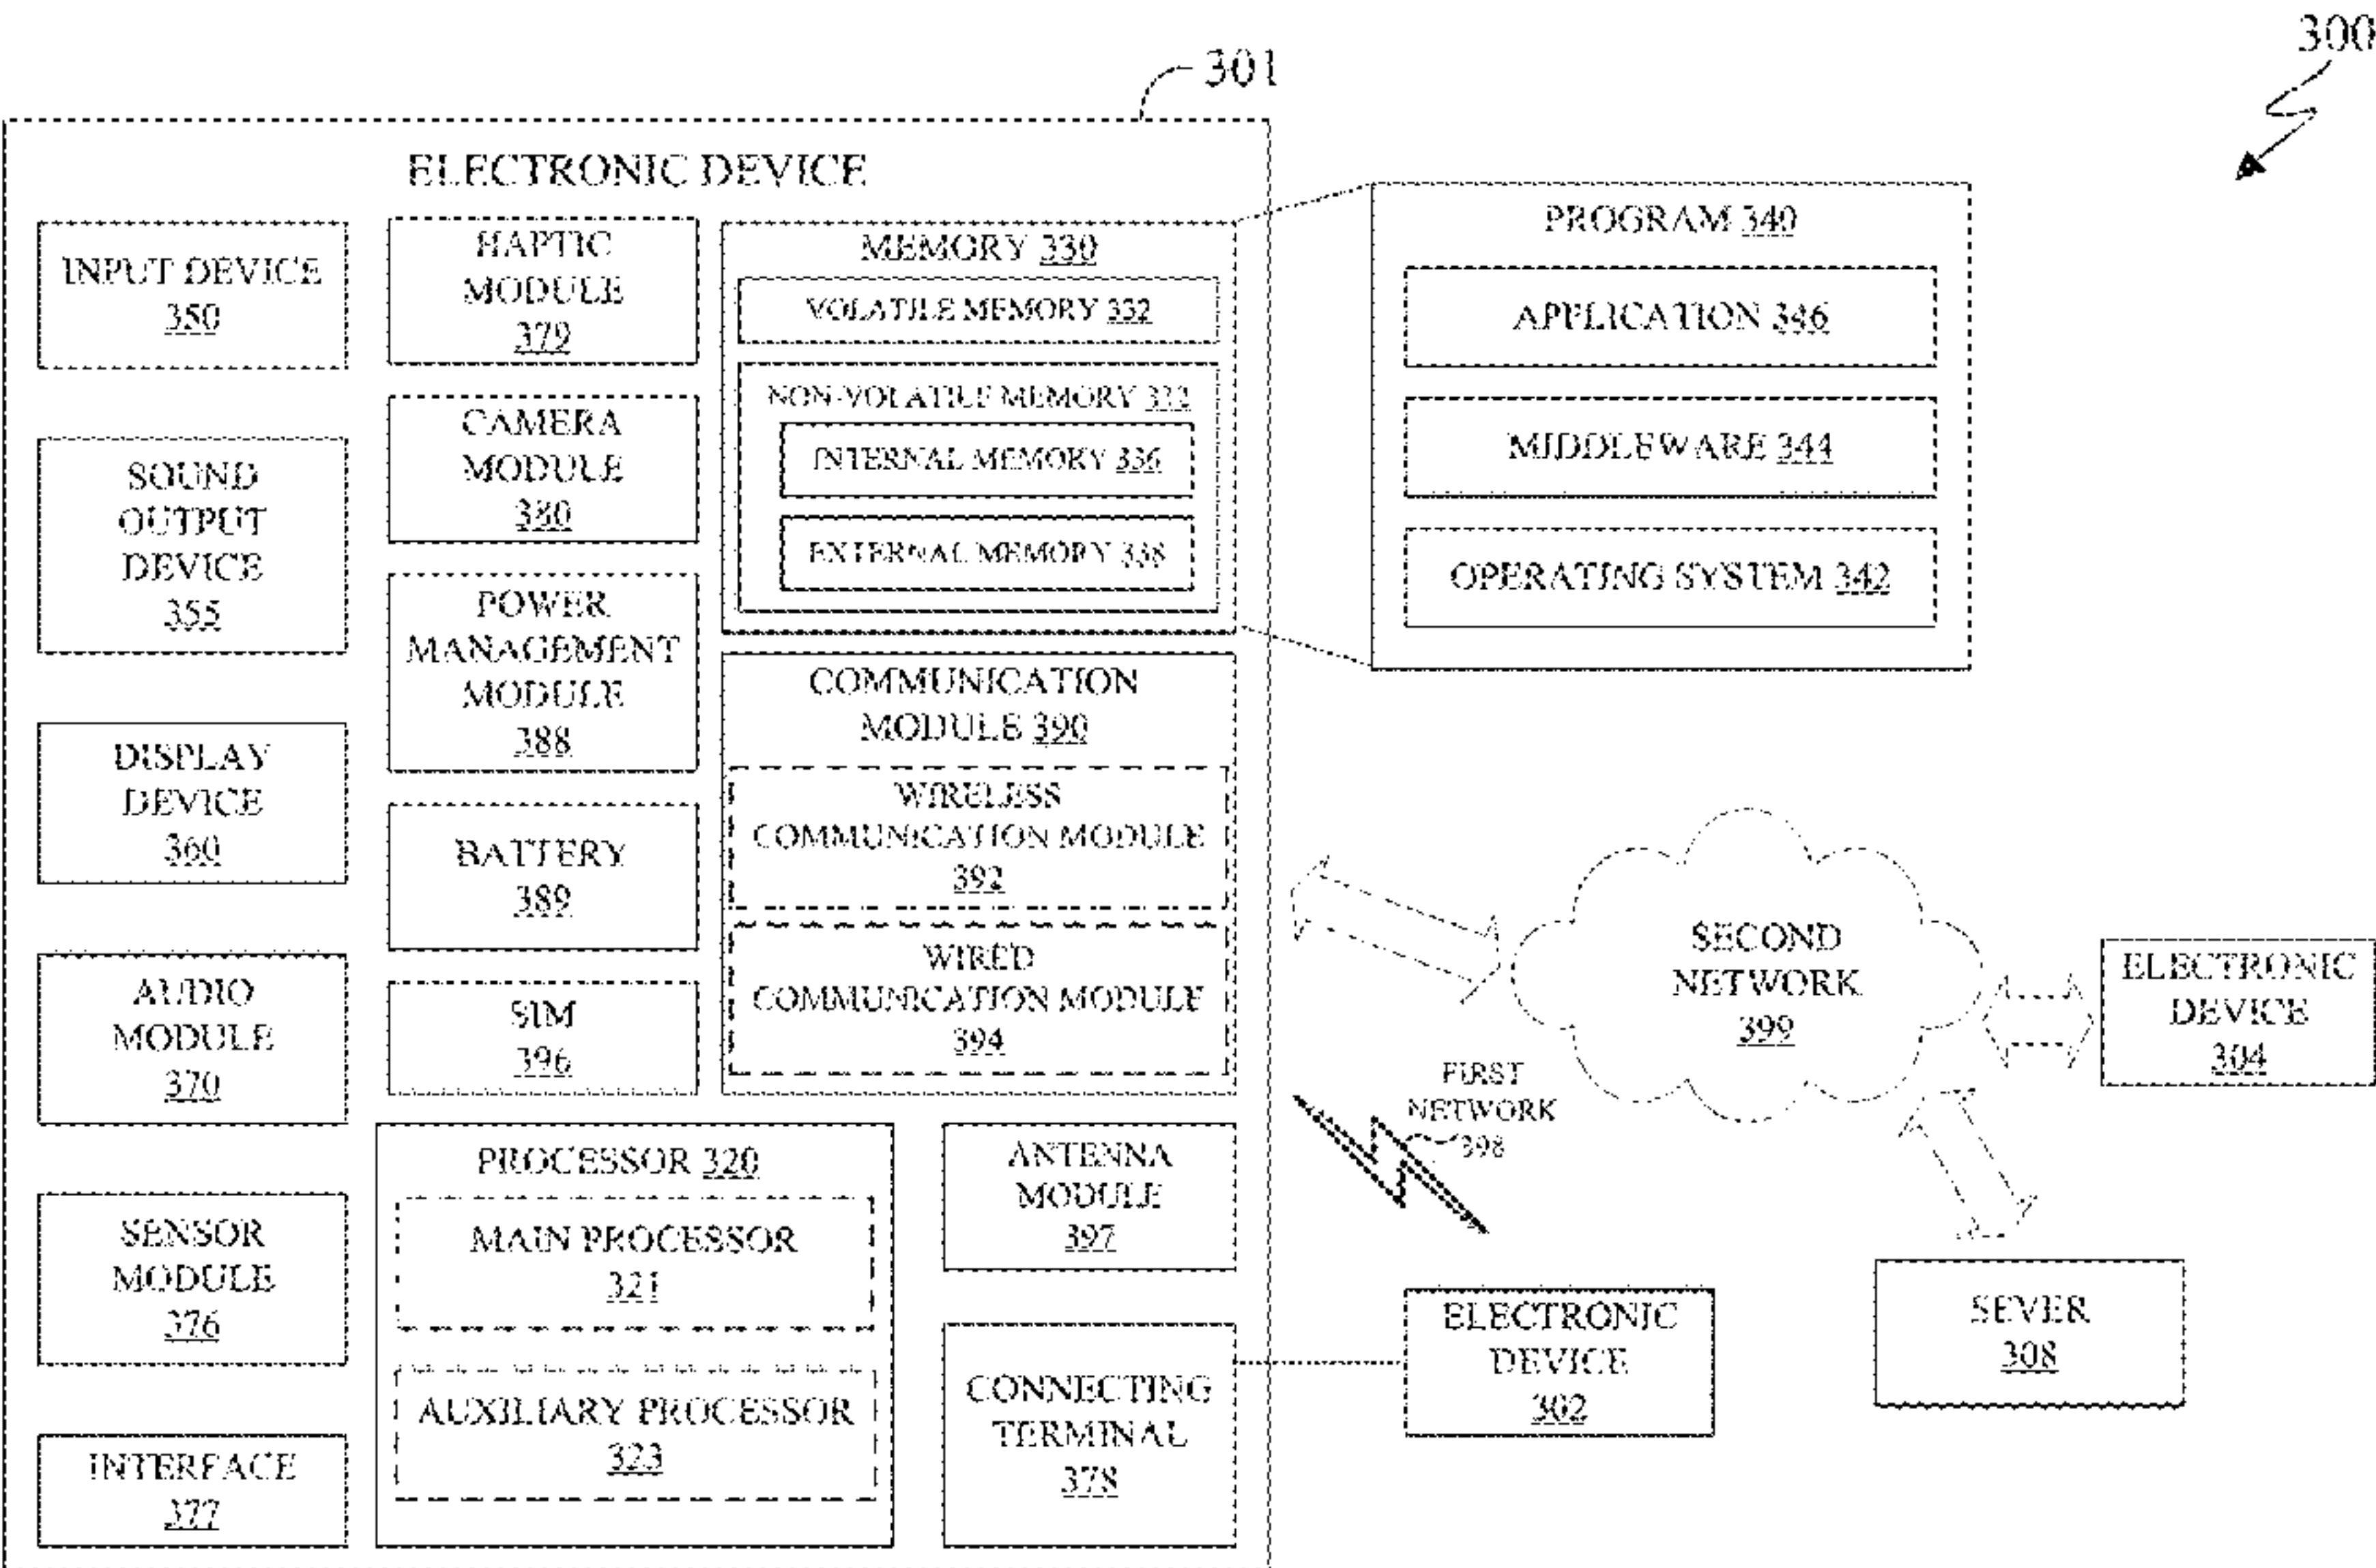 300
301
ELECTRONIC DEVICE
INPUT DEVICE
350
SOUND
OUTPUT
DEVICE
355
DISPLAY
DEVICE
360
AUDIO
MODULE
370
SENSOR
MODULE
376
INTERFACE
377
HAPTIC
MODULE
379
CAMERA
MODULE
380
POWER
MANAGEMENT
MODULE
388
BATTERY
389
SIM
396
MEMORY 330
VOLATILE MEMORY 332
NON-VOLATILE MEMORY
INTERNAL MEMORY 336
EXTERNAL MEMORY 338
COMMUNICATION
MODULE 390
WIRELESS
COMMUNICATION MODULE
392
WIRED
COMMUNICATION MODULE
394
PROCESSOR 320
MAIN PROCESSOR
321
AUXILIARY PROCESSOR
323
ANTENNA
MODULE
397
CONNECTING
TERMINAL
378
PROGRAM 340
APPLICATION 346
MIDDLEWARE 344
OPERATING SYSTEM 342
SECOND
NETWORK
399
FIRST
NETWORK
398
ELECTRONIC
DEVICE
304
ELECTRONIC
DEVICE
302
SEVER
308